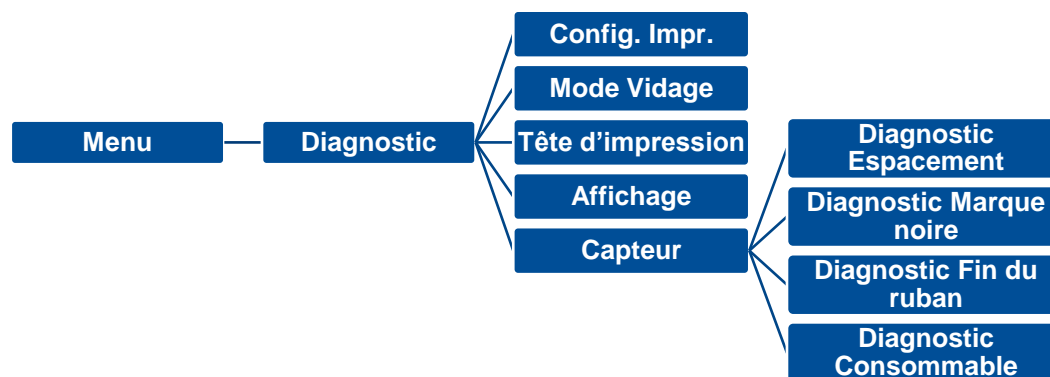 Menu
Diagnostic
Config. Impr.
Mode Vidage
Tête d’impression
Affichage
Capteur
Diagnostic
Espacement
Diagnostic Marque
noire
Diagnostic Fin du
ruban
Diagnostic
Consommable